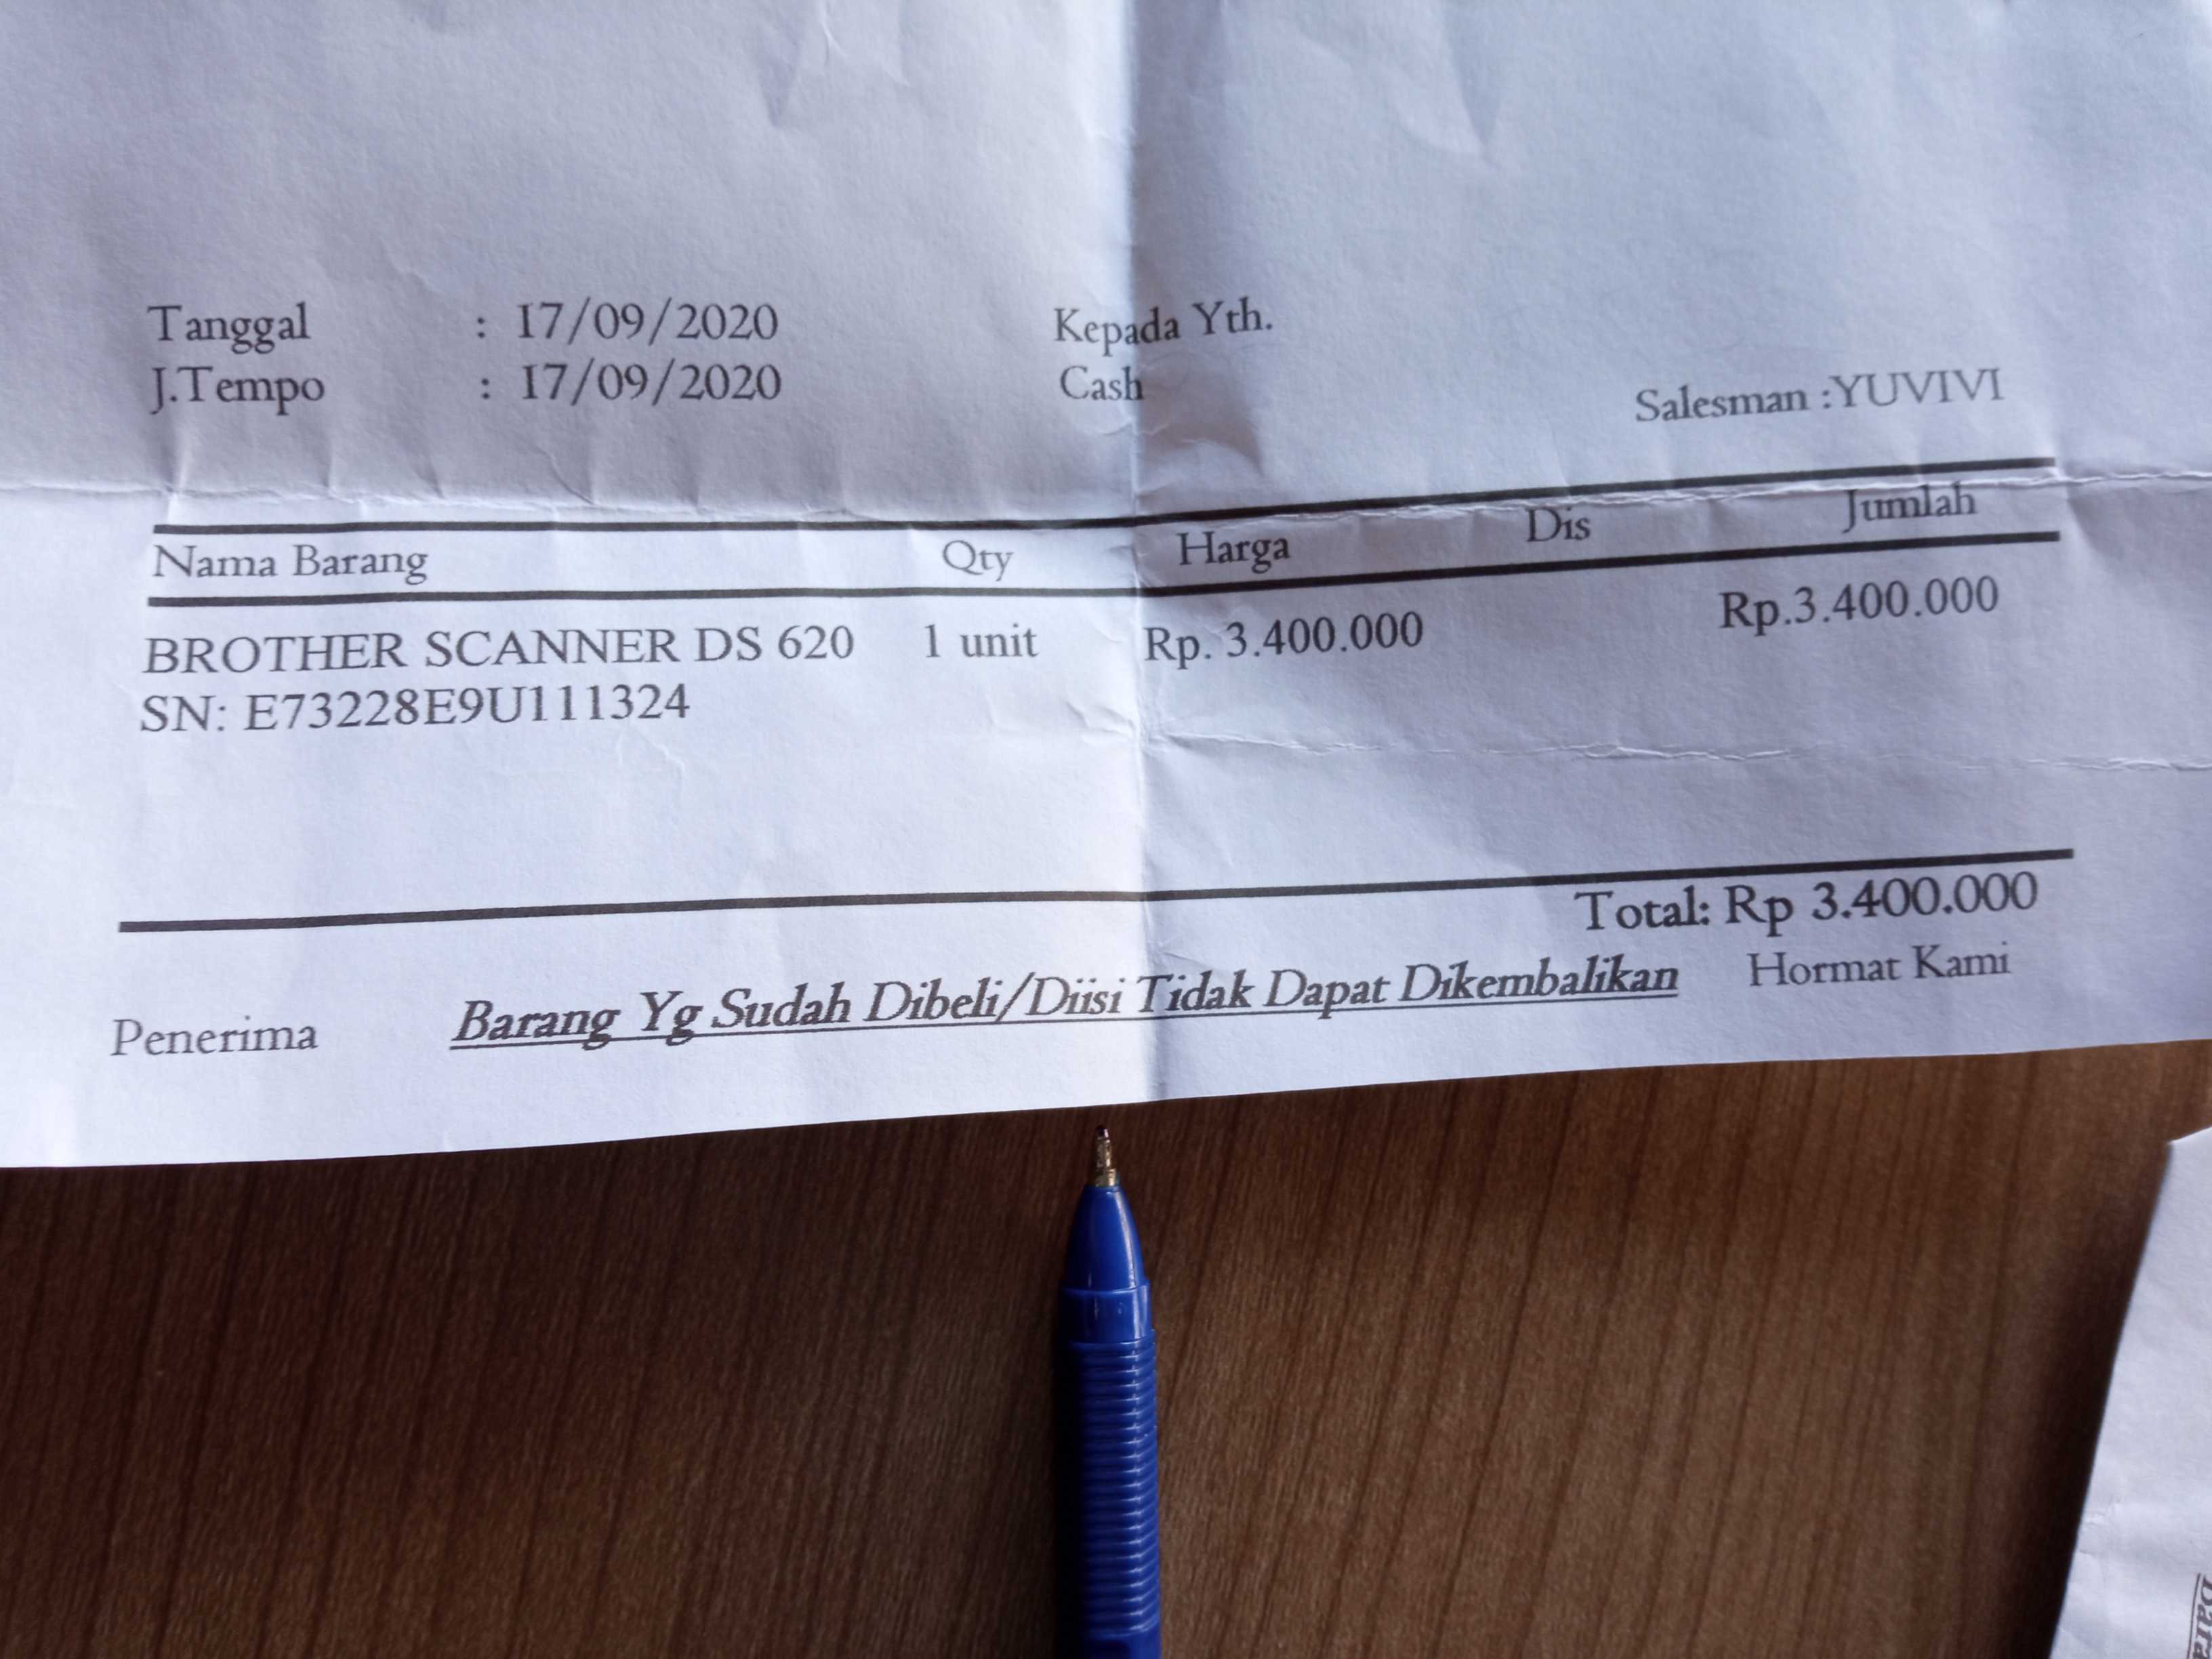 Tanggal : 17/09/2020 Kepada Yth.
J.Tempo : 17/09/2020 Cash
Salesman :YUVIVI
Nama Barang Qty Harga Dis Jumlah
BROTHER SCANNER DS 620 1 unit Rp. 3.400.000 Rp.3.400.000
SN: E73228E9U111324
Total: Rp 3.400.000
Penerima Barang Yg Sudah Dibeli/Diisi Tidak Dapat Dikembalikan Hormat Kami